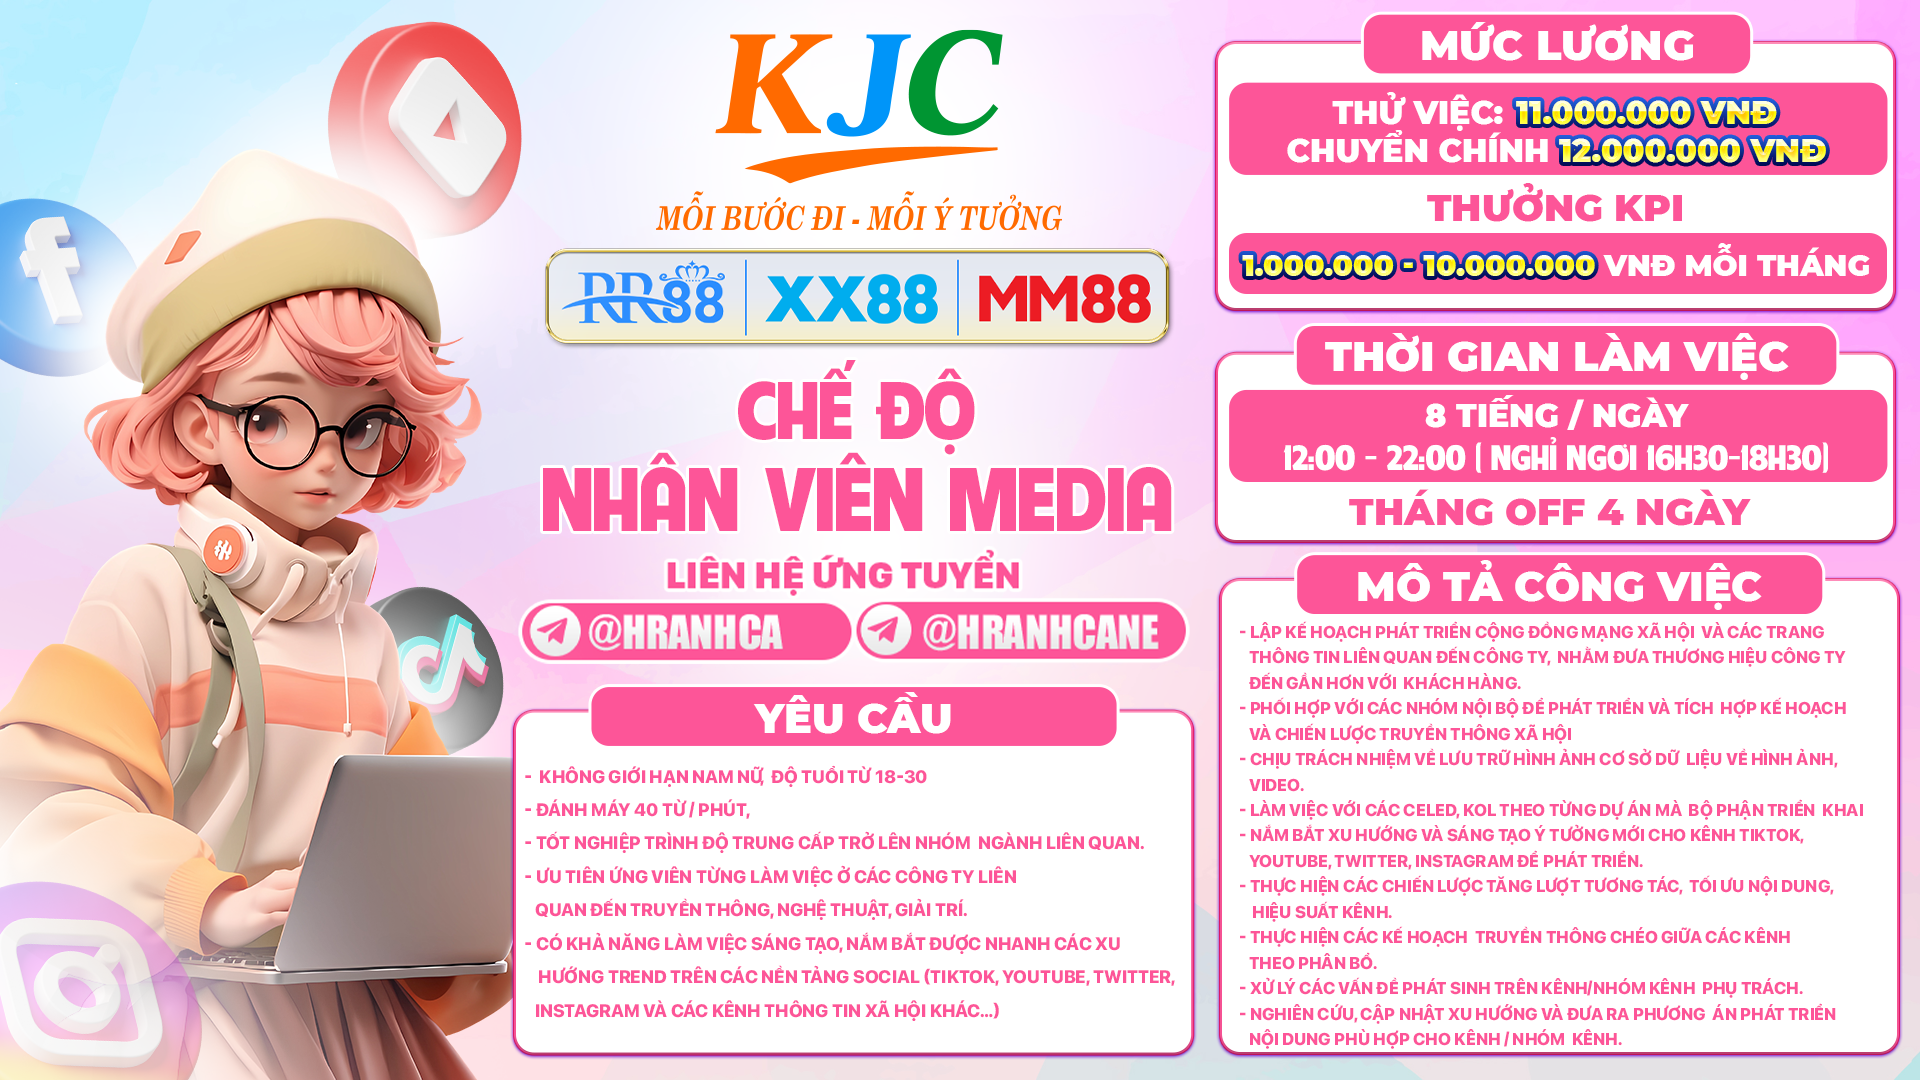 KJC
MỖI BƯỚC ĐI - MỖI Ý TƯỞNG
RR88 XX88 MM88
CHẾ ĐỘ
NHÂN VIÊN MEDIA
LIÊN HỆ ỨNG TUYỂN
@HRANHCA @HRANHCANE
YÊU CẦU
- KHÔNG GIỚI HẠN NAM NỮ, ĐỘ TUỔI TỪ 18-30
- ĐÁNH MÁY 40 TỪ / PHÚT,
- TỐT NGHIỆP TRÌNH ĐỘ TRUNG CẤP TRỞ LÊN NHÓM NGÀNH LIÊN QUAN.
- ƯU TIÊN ỨNG VIÊN TỪNG LÀM VIỆC Ở CÁC CÔNG TY LIÊN
QUAN ĐẾN TRUYỀN THÔNG, NGHỆ THUẬT, GIẢI TRÍ.
- CÓ KHẢ NĂNG LÀM VIỆC SÁNG TẠO, NẮM BẮT ĐƯỢC NHANH CÁC XU
HƯỚNG TREND TRÊN CÁC NỀN TẢNG SOCIAL (TIKTOK, YOUTUBE, TWITTER,
INSTAGRAM VÀ CÁC KÊNH THÔNG TIN XÃ HỘI KHÁC...)
MỨC LƯƠNG
THỬ VIỆC: 11.000.000 VNĐ
CHUYỂN CHÍNH 12.000.000 VNĐ
THƯỞNG KPI
1.000.000 - 10.000.000 VNĐ MỖI THÁNG
THỜI GIAN LÀM VIỆC
8 TIẾNG / NGÀY
12:00 - 22:00 ( NGHỈ NGƠI 16H30-18H30)
THÁNG OFF 4 NGÀY
MÔ TẢ CÔNG VIỆC
- LẬP KẾ HOẠCH PHÁT TRIỂN CỘNG ĐỒNG MẠNG XÃ HỘI VÀ CÁC TRANG
THÔNG TIN LIÊN QUAN ĐẾN CÔNG TY, NHẰM ĐƯA THƯƠNG HIỆU CÔNG TY
ĐẾN GẦN HƠN VỚI KHÁCH HÀNG.
- PHỐI HỢP VỚI CÁC NHÓM NỘI BỘ ĐỂ PHÁT TRIỂN VÀ TÍCH HỢP KẾ HOẠCH
VÀ CHIẾN LƯỢC TRUYỀN THÔNG XÃ HỘI
- CHỊU TRÁCH NHIỆM VỀ LƯU TRỮ HÌNH ẢNH CƠ SỞ DỮ LIỆU VỀ HÌNH ẢNH,
VIDEO.
- LÀM VIỆC VỚI CÁC CELED, KOL THEO TỪNG DỰ ÁN MÀ BỘ PHẬN TRIỂN KHAI
- NẮM BẮT XU HƯỚNG VÀ SÁNG TẠO Ý TƯỞNG MỚI CHO KÊNH TIKTOK,
YOUTUBE, TWITTER, INSTAGRAM ĐỂ PHÁT TRIỂN.
- THỰC HIỆN CÁC CHIẾN LƯỢC TĂNG LƯỢT TƯƠNG TÁC, TỐI ƯU NỘI DUNG,
HIỆU SUẤT KÊNH.
- THỰC HIỆN CÁC KẾ HOẠCH TRUYỀN THÔNG CHÉO GIỮA CÁC KÊNH
THEO PHÂN BỔ.
- XỬ LÝ CÁC VẤN ĐỀ PHÁT SINH TRÊN KÊNH/NHÓM KÊNH PHỤ TRÁCH.
- NGHIÊN CỨU, CẬP NHẬT XU HƯỚNG VÀ ĐƯA RA PHƯƠNG ÁN PHÁT TRIỂN
NỘI DUNG PHÙ HỢP CHO KÊNH / NHÓM KÊNH.